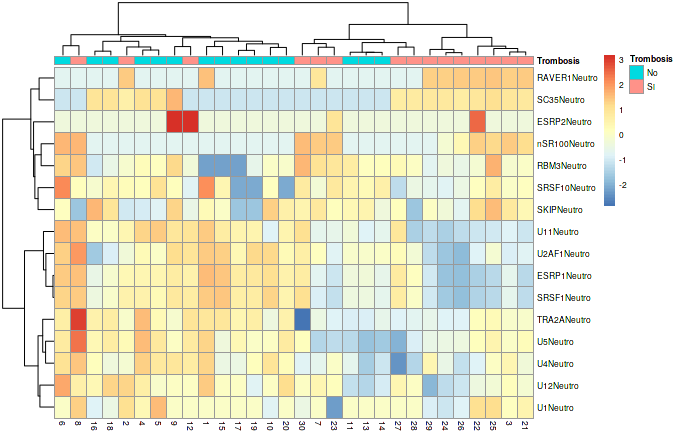 Trombosis
RAVER1Neutro
SC35Neutro
ESRP2Neutro
nSR100Neutro
RBM3Neutro
SRSF10Neutro
SKIPNeutro
U11Neutro
U2AF1Neutro
ESRP1Neutro
SRSF1Neutro
TRA2ANeutro
U5Neutro
U4Neutro
U12Neutro
U1Neutro
6 8 16 18 2 4 5 9 12 1 15 17 19 10 20 30 7 23 11 13 14 27 28 29 24 26 22 25 3 21
3
2
1
0
-1
-2
Trombosis
No
SI